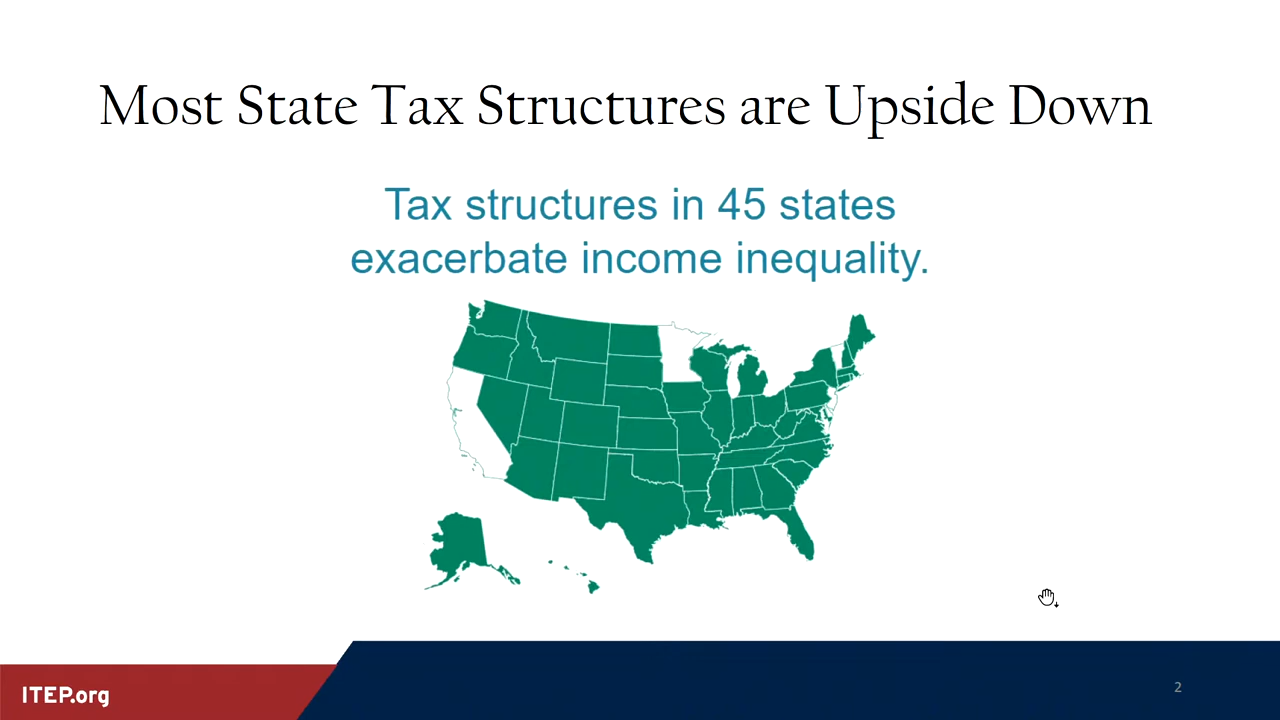 Most State Tax Structures are Upside Down
Tax structures in 45 states
exacerbate income inequality.
ITEP.org
2